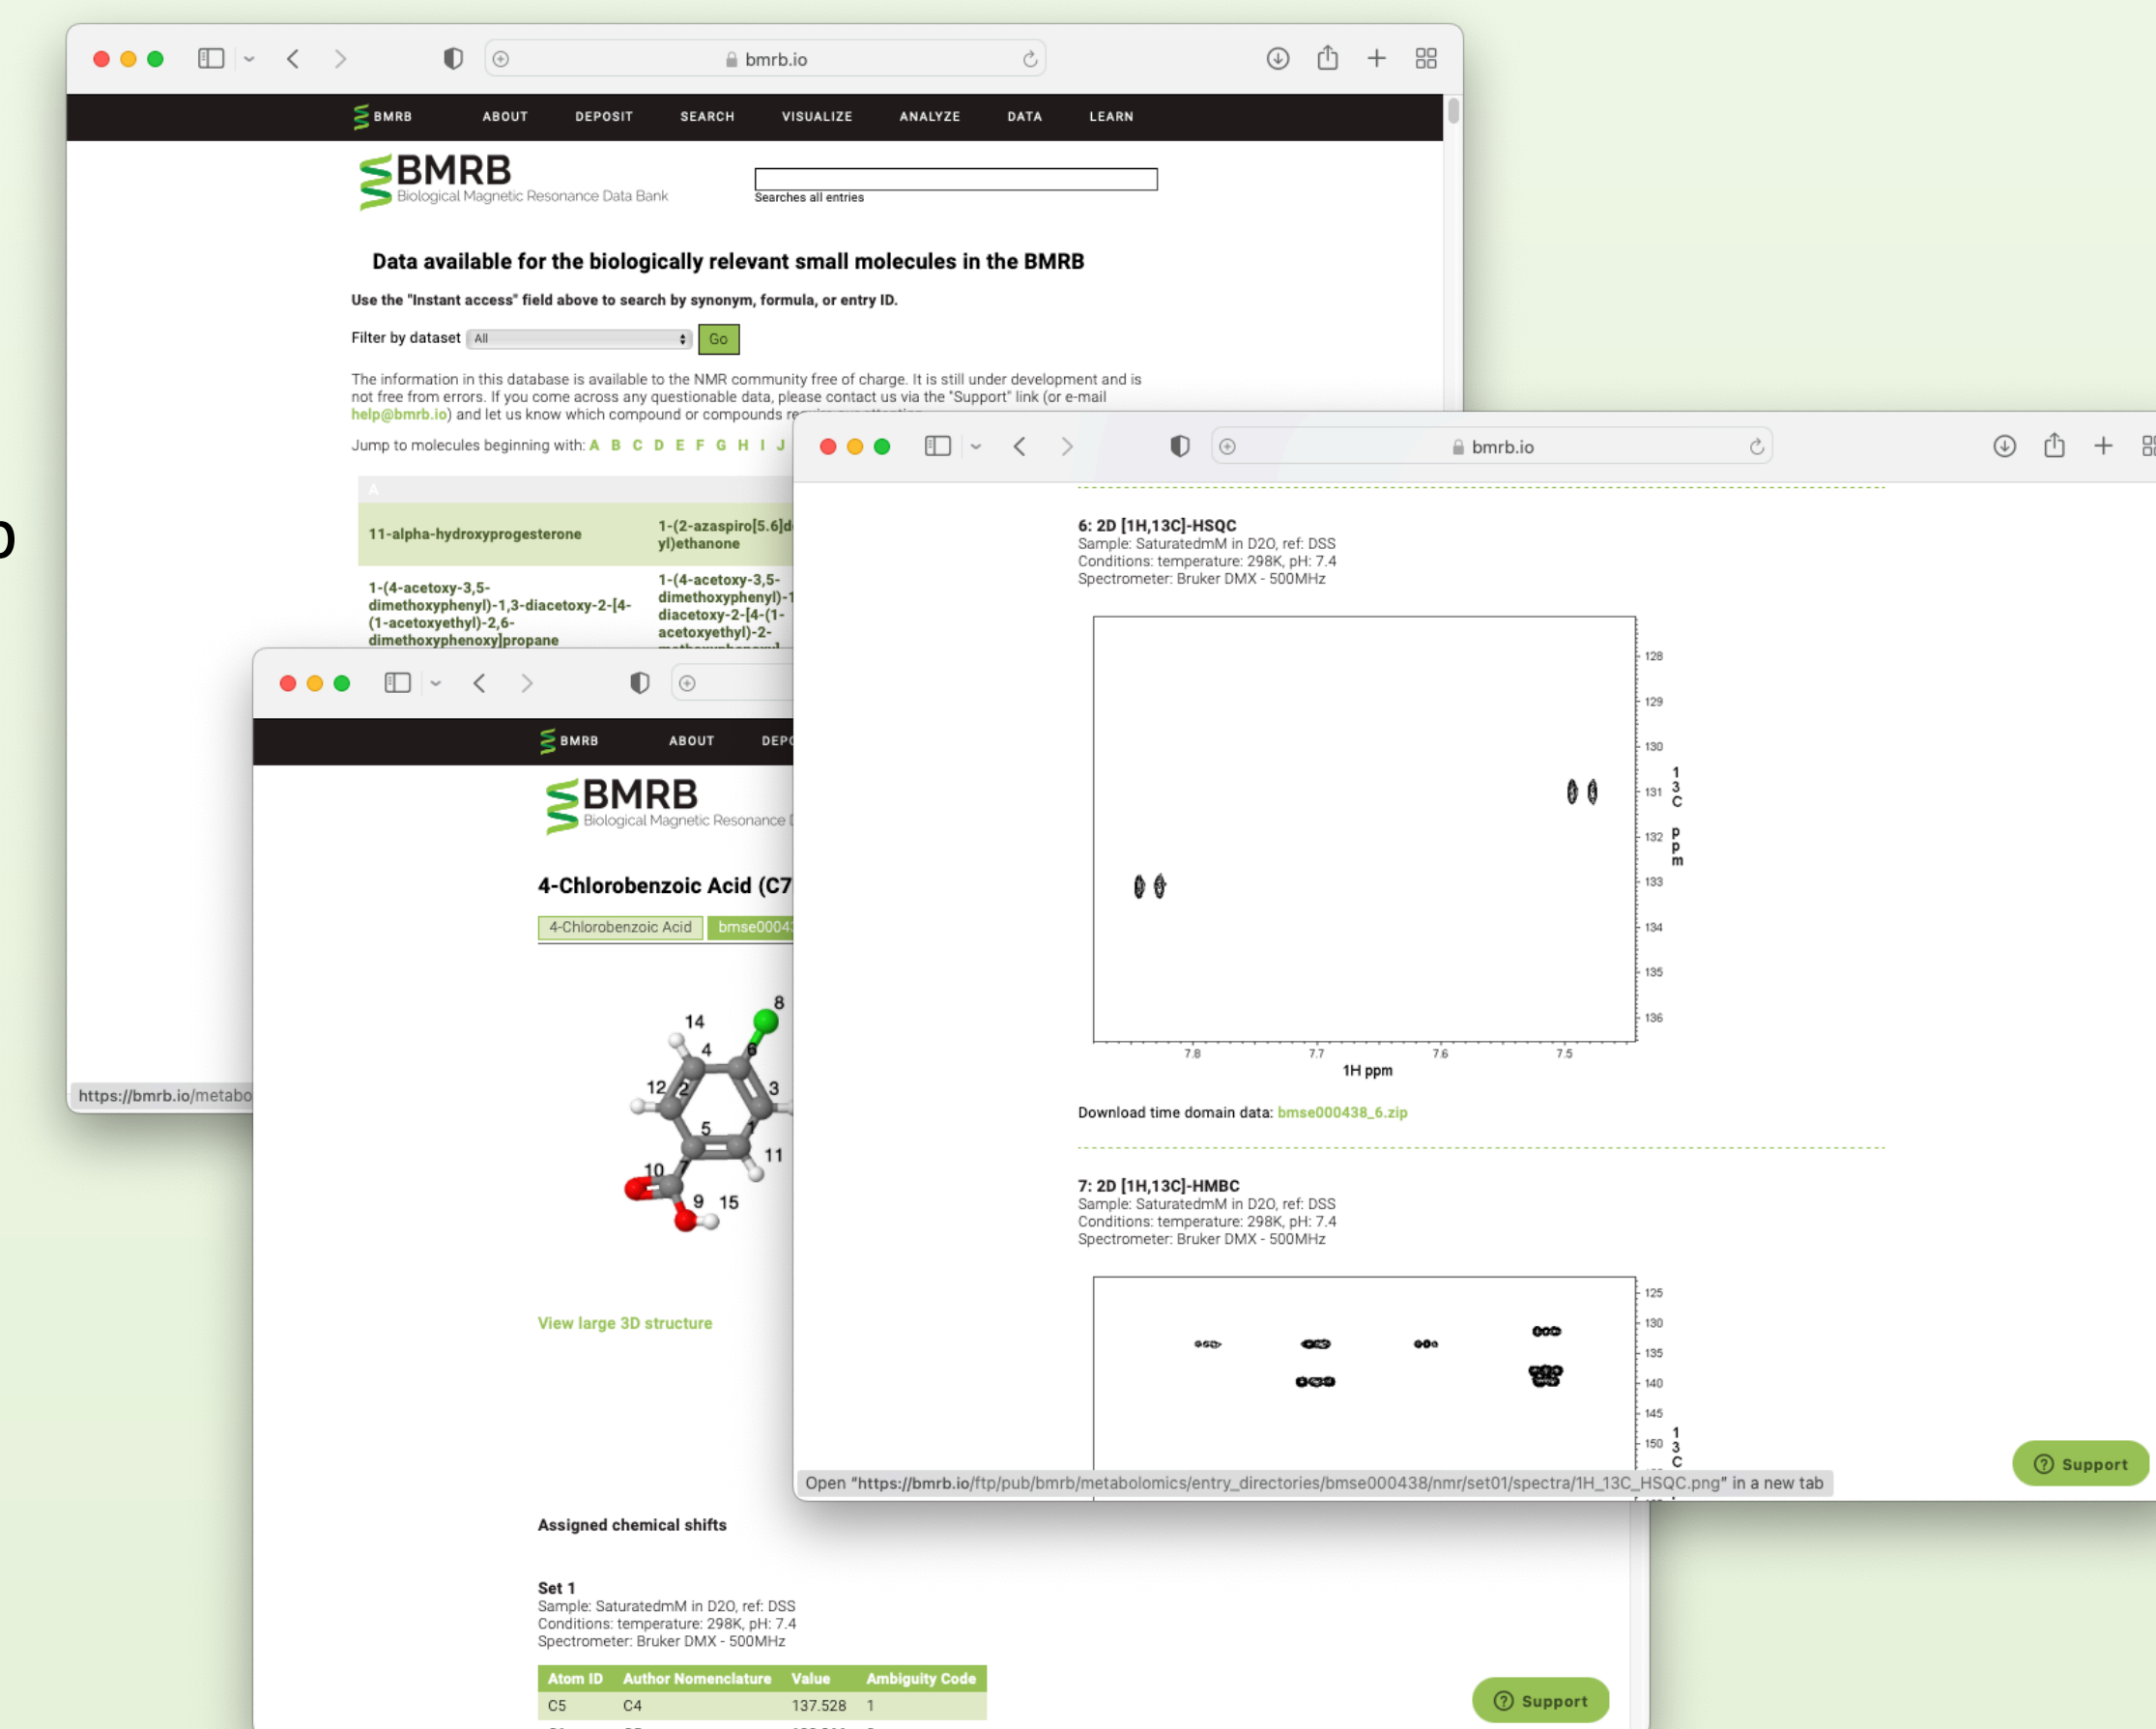 bmrb.io
BMRB ABOUT DEPOSIT SEARCH VISUALIZE ANALYZE DATA LEARN
BMRB
Biological Magnetic Resonance Data Bank
Searches all entries
Data available for the biologically relevant small molecules in the BMRB
Use the "Instant access" field above to search by synonym, formula, or entry ID.
Filter by dataset All Go
The information in this database is available to the NMR community free of charge. It is still under development and is
not free from errors. If you come across any questionable data, please contact us via the "Support" link (or e-mail
help@bmrb.io) and let us know which compound or compounds
Jump to molecules beginning with: A B C D E F G H I J
A
11-alpha-hydroxyprogesterone
1-(2-azaspiro[5.6]d
yl)ethanone
1-(4-acetoxy-3,5-
dimethoxyphenyl)-1,3-diacetoxy-2-[4-
(1-acetoxyethyl)-2,6-
dimethoxyphenoxy]propane
1-(4-acetoxy-3,5-
dimethoxyphenyl)-1
diacetoxy-2-[4-(1-
acetoxyethyl)-2-
https://bmrb.io/metabo
BMRB ABOUT DEPO
BMRB
Biological Magnetic Resonance
4-Chlorobenzoic Acid (C7
4-Chlorobenzoic Acid bmse00043
8
14
4 6
12 2 3
5 1
11
10 7
9 15
View large 3D structure
Assigned chemical shifts
Set 1
Sample: SaturatedmM in D2O, ref: DSS
Conditions: temperature: 298K, pH: 7.4
Spectrometer: Bruker DMX - 500MHz
Atom ID Author Nomenclature Value Ambiguity Code
C5 C4 137.528 1
Support
bmrb.io
6: 2D [1H,13C]-HSQC
Sample: SaturatedmM in D2O, ref: DSS
Conditions: temperature: 298K, pH: 7.4
Spectrometer: Bruker DMX - 500MHz
128
129
130
131
132
133
134
135
136
13C ppm
7.8 7.7 7.6 7.5
1H ppm
Download time domain data: bmse000438_6.zip
7: 2D [1H,13C]-HMBC
Sample: SaturatedmM in D2O, ref: DSS
Conditions: temperature: 298K, pH: 7.4
Spectrometer: Bruker DMX - 500MHz
125
130
135
140
145
150
13C
Support
Open "https://bmrb.io/ftp/pub/bmrb/metabolomics/entry_directories/bmse000438/nmr/set01/spectra/1H_13C_HSQC.png" in a new tab